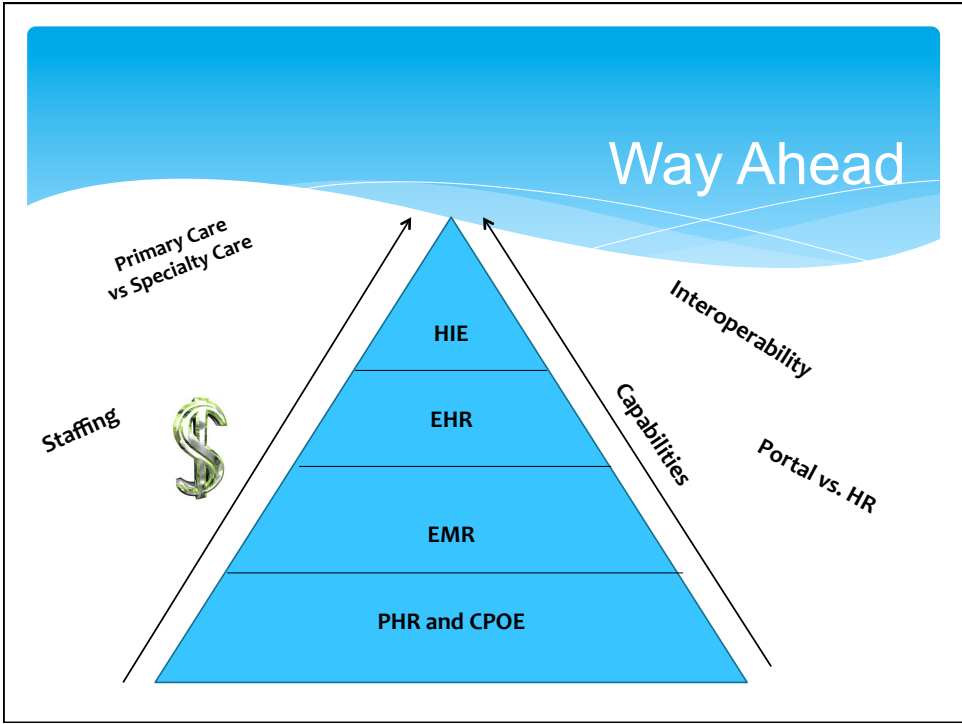 Way Ahead
Primary Care
vs Specialty Care
Interoperability
HIE
Capabilities
Staffing
$
EHR
Portal vs. HR
EMR
PHR and CPOE